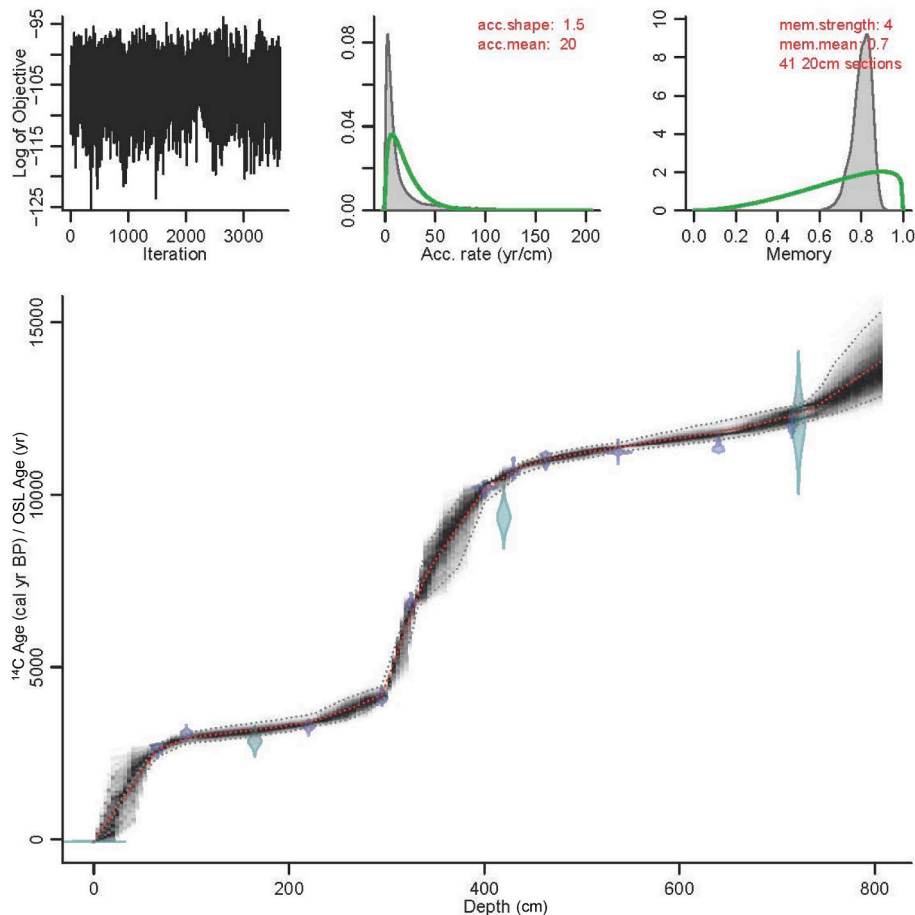 Log of Objective
−95
−105
−115
−125
0 1000 2000 3000
Iteration
acc.shape: 1.5
acc.mean: 20
0.08
0.04
0.00
0 50 100 150 200
Acc. rate (yr/cm)
mem.strength: 4
mem.mean: 0.7
41 20cm sections
10
8
6
4
2
0
0.0 0.2 0.4 0.6 0.8 1.0
Memory
¹⁴C Age (cal yr BP) / OSL Age (yr)
15000
10000
5000
0
0 200 400 600 800
Depth (cm)